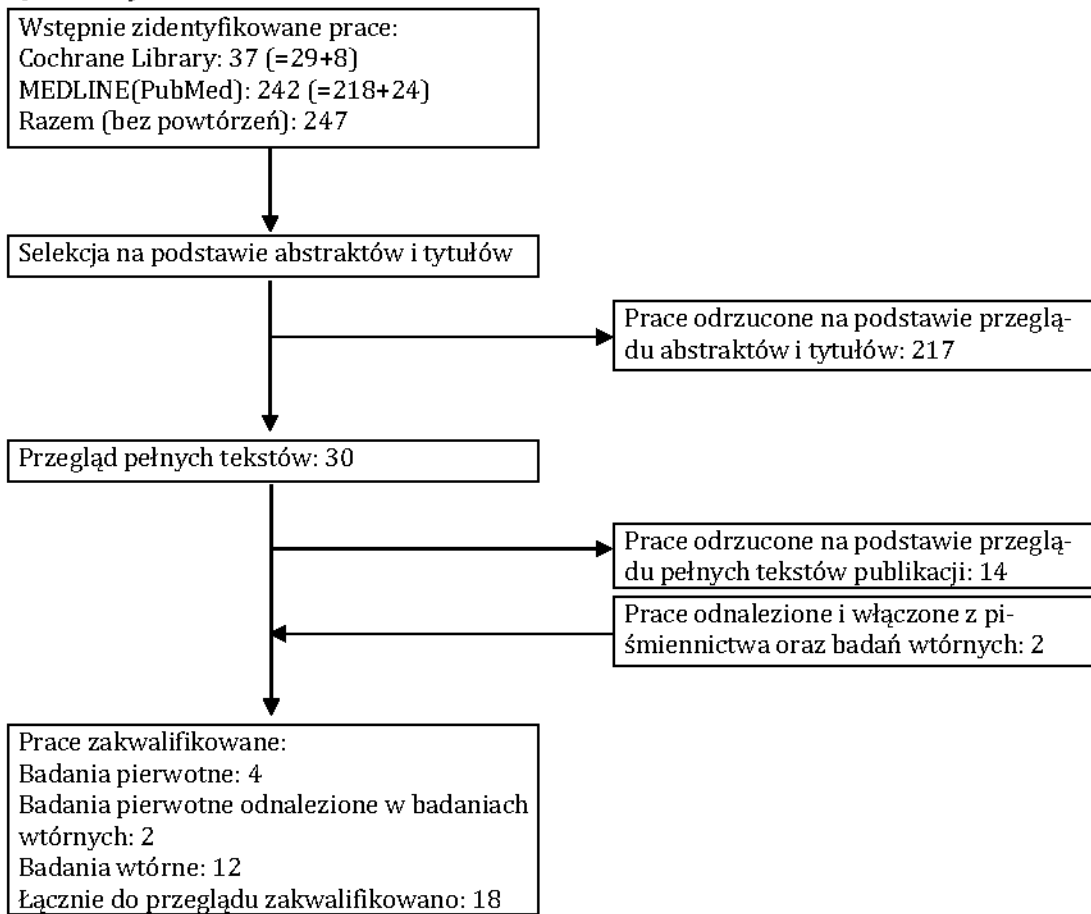 Wstępnie zidentyfikowane prace:
Cochrane Library: 37 (=29+8)
MEDLINE(PubMed): 242 (=218+24)
Razem (bez powtórzeń): 247
Selekcja na podstawie abstraktów i tytułów
Prace odrzucone na podstawie przeglą-
du abstraktów i tytułów: 217
Przegląd pełnych tekstów: 30
Prace odrzucone na podstawie przeglą-
du pełnych tekstów publikacji: 14
Prace odnalezione i włączone z pi-
śmiennictwa oraz badań wtórnych: 2
Prace zakwalifikowane:
Badania pierwotne: 4
Badania pierwotne odnalezione w badaniach
wtórnych: 2
Badania wtórne: 12
Łącznie do przeglądu zakwalifikowano: 18